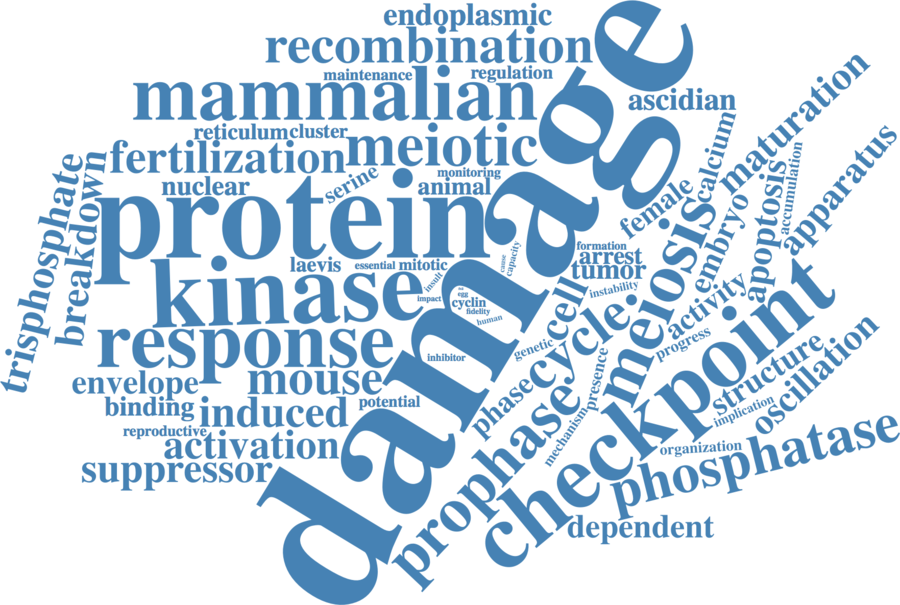 endoplasmic
recombination
maintenance
regulation
mammalian
damage
ascidian
maturation
reticulum
cluster
fertilization
meiotic
calcium
trisphosphate
breakdown
nuclear
serine
monitoring
animal
female
embryo
apoptosis
accumulation
apparatus
protein
laevis
essential
mitotic
cause
capacity
formation
arrest
tumor
meiosis
kinase
insult
impact
egg
cyclin
fidelity
human
cell
instability
activity
response
inhibitor
genetic
cycle
progress
checkpoint
envelope
mouse
potential
phase
presence
structure
oscillation
binding
induced
implication
reproductive
activation
mechanism
organization
suppressor
prophase
phosphatase
dependent